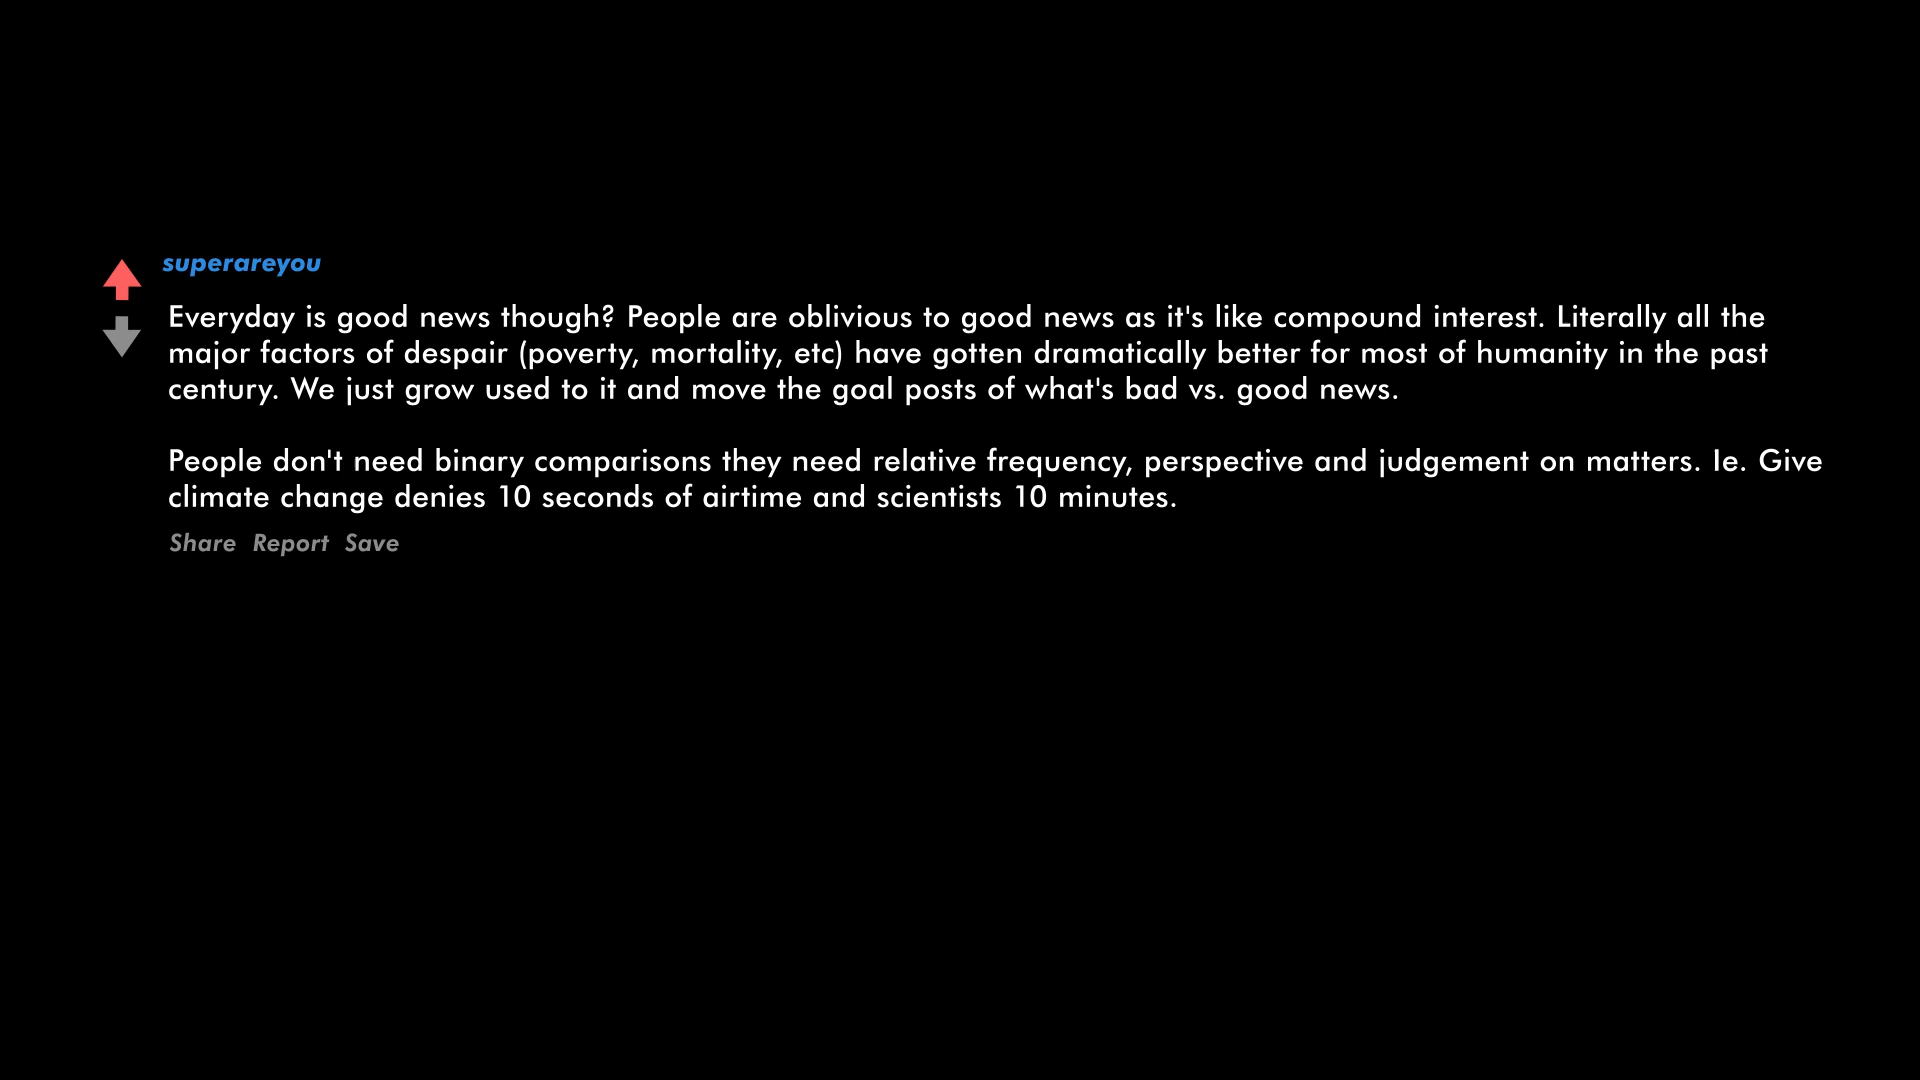 superareyou
Everyday is good news though? People are oblivious to good news as it's like compound interest. Literally all the
major factors of despair (poverty, mortality, etc) have gotten dramatically better for most of humanity in the past
century. We just grow used to it and move the goal posts of what's bad vs. good news.
People don't need binary comparisons they need relative frequency, perspective and judgement on matters. Ie. Give
climate change denies 10 seconds of airtime and scientists 10 minutes.
Share Report Save